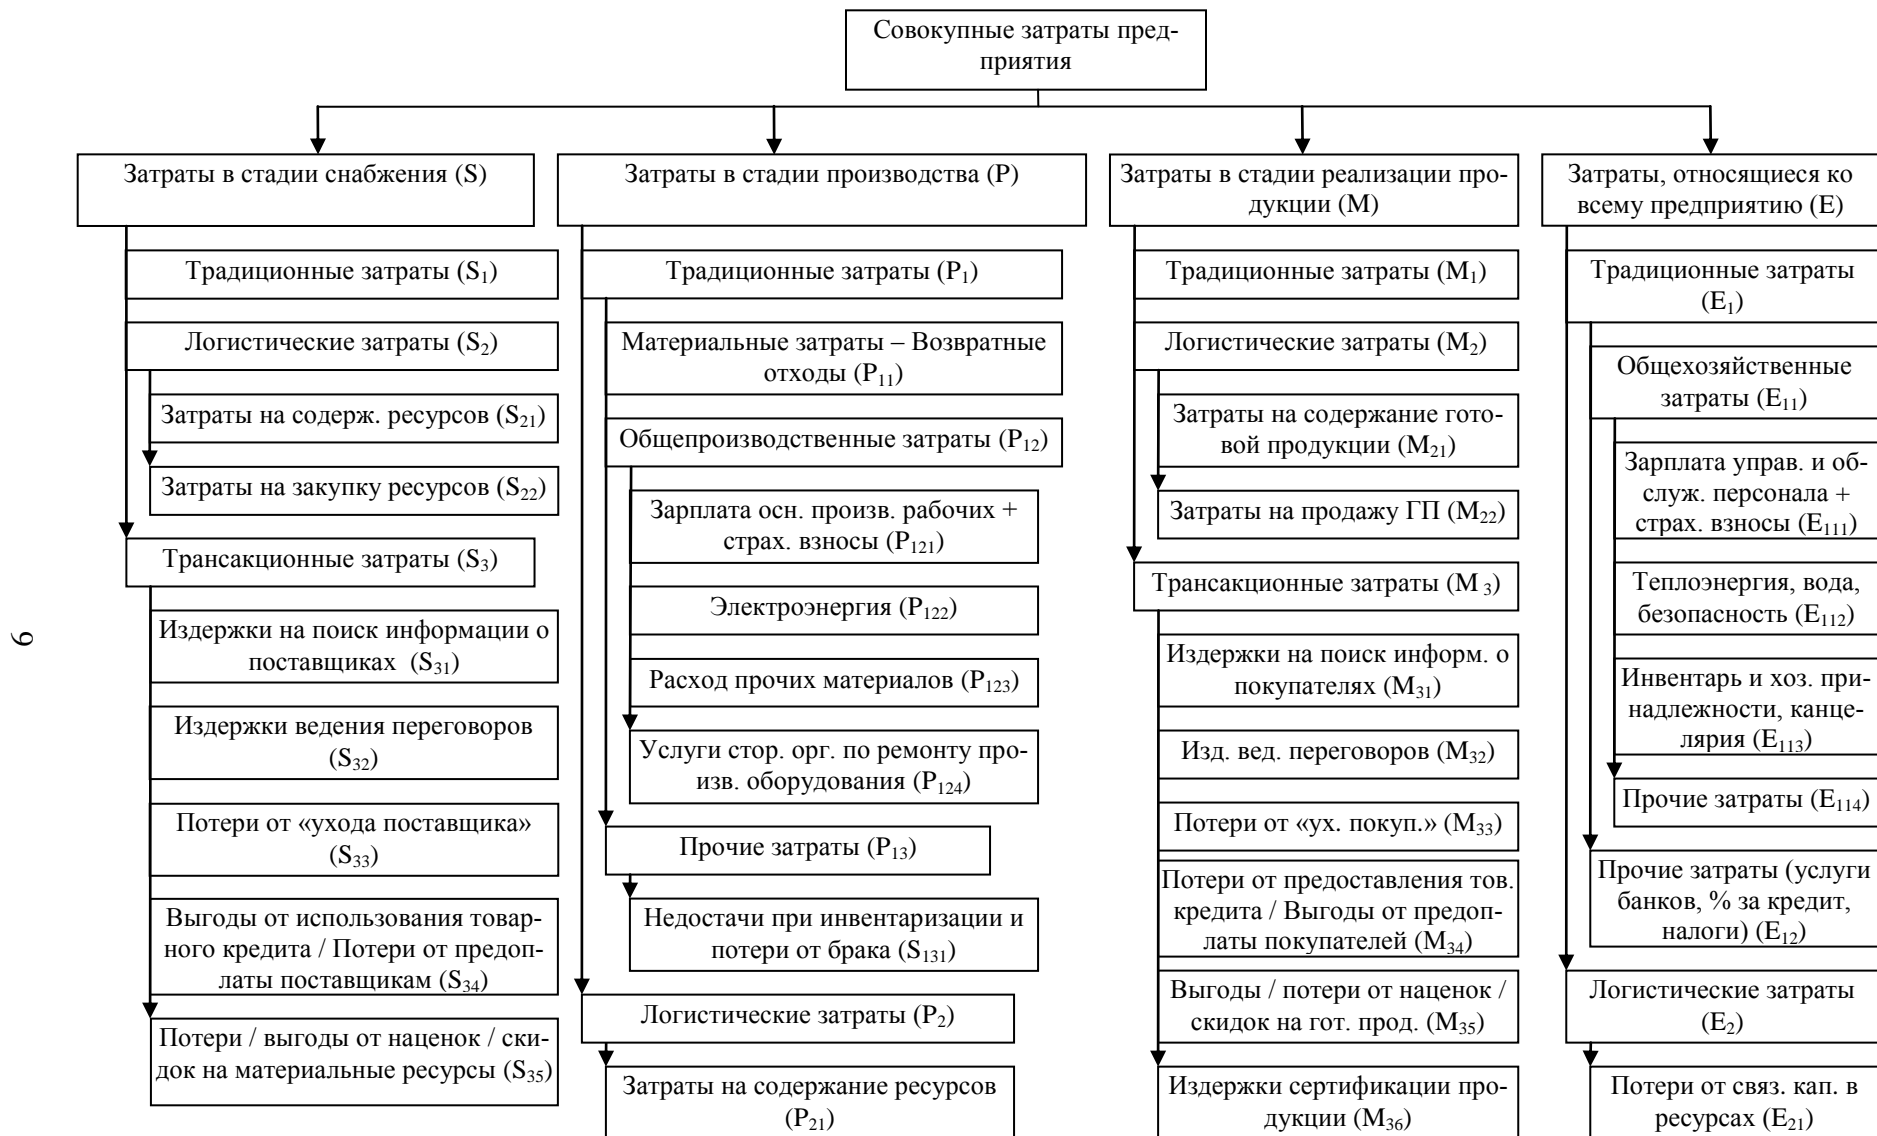 Совокупные затраты пред-
приятия
Затраты в стадии снабжения (S)
Традиционные затраты (S1)
Логистические затраты (S2)
Затраты на содерж. ресурсов (S21)
Затраты на закупку ресурсов (S22)
Трансакционные затраты (S3)
Издержки на поиск информации о
поставщиках (S31)
Издержки ведения переговоров
(S32)
Потери от «ухода поставщика»
(S33)
Выгоды от использования товар-
ного кредита / Потери от предоп-
латы поставщикам (S34)
Потери / выгоды от наценок / ски-
док на материальные ресурсы (S35)
Затраты в стадии производства (P)
Традиционные затраты (P1)
Материальные затраты – Возвратные
отходы (P11)
Общепроизводственные затраты (P12)
Зарплата осн. произв. рабочих +
страх. взносы (P121)
Электроэнергия (P122)
Расход прочих материалов (P123)
Услуги стор. орг. по ремонту про-
изв. оборудования (P124)
Прочие затраты (P13)
Недостачи при инвентаризации и
потери от брака (S131)
Логистические затраты (P2)
Затраты на содержание ресурсов
(P21)
Затраты в стадии реализации про-
дукции (M)
Традиционные затраты (M1)
Логистические затраты (M2)
Затраты на содержание гото-
вой продукции (M21)
Затраты на продажу ГП (M22)
Трансакционные затраты (M 3)
Издержки на поиск информ. о
покупателях (M31)
Изд. вед. переговоров (M32)
Потери от «ух. покуп.» (M33)
Потери от предоставления тов.
кредита / Выгоды от предоп-
латы покупателей (M34)
Выгоды / потери от наценок /
скидок на гот. прод. (M35)
Издержки сертификации про-
дукции (M36)
Затраты, относящиеся ко
всему предприятию (E)
Традиционные затраты
(E1)
Общехозяйственные
затраты (E11)
Зарплата управ. и об-
служ. персонала +
страх. взносы (E111)
Теплоэнергия, вода,
безопасность (E112)
Инвентарь и хоз. при-
надлежности, канце-
лярия (E113)
Прочие затраты (E114)
Прочие затраты (услуги
банков, % за кредит,
налоги) (E12)
Логистические затраты
(E2)
Потери от связ. кап. в
ресурсах (E21)
6